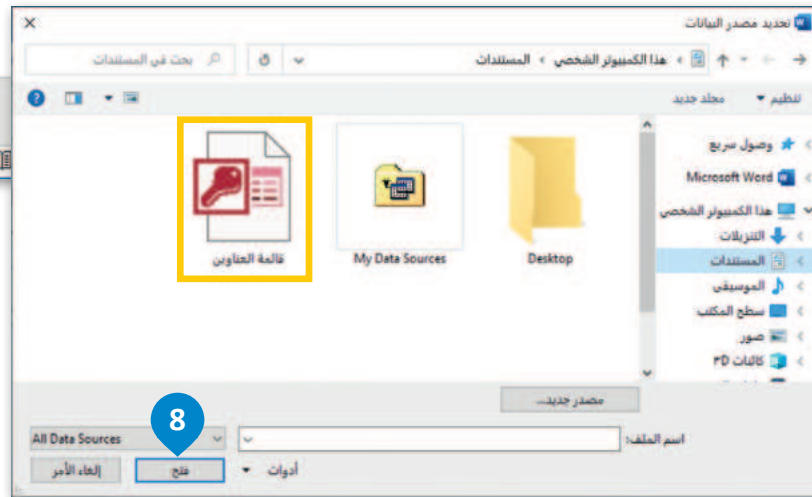 تحديد مصدر البيانات
هذا الكمبيوتر الشخصي › المستندات
بحث في المستندات
تنظيم
مجلد جديد
وصول سريع
Microsoft Word
هذا الكمبيوتر الشخصي
التنزيلات
المستندات
الموسيقى
سطح المكتب
صور
كائنات ٣D
Desktop
My Data Sources
قائمة العناوين
مصدر جديد...
اسم الملف:
All Data Sources
8
أدوات
فتح
إلغاء الأمر